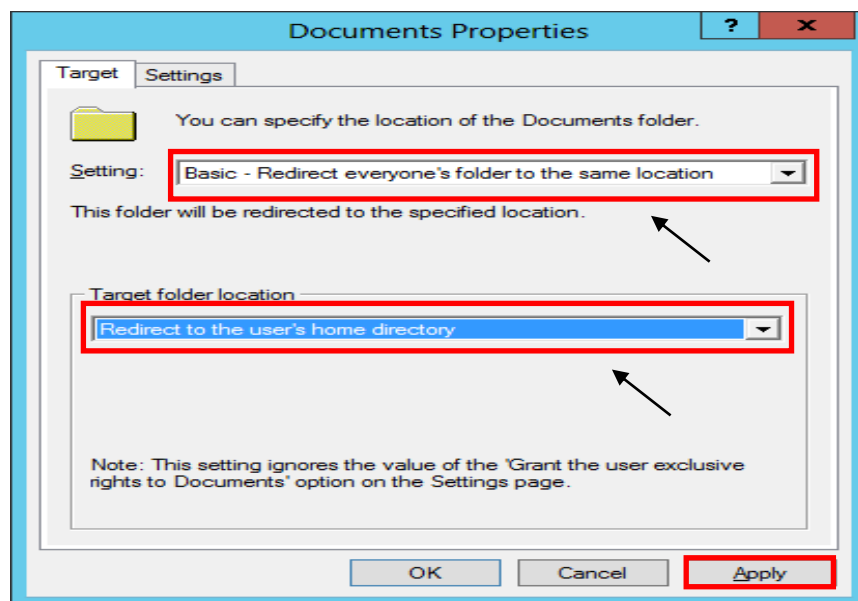 Documents Properties
?
x
Target
Settings
You can specify the location of the Documents folder.
Setting:
Basic - Redirect everyone's folder to the same location
This folder will be redirected to the specified location.
Target folder location
Redirect to the user's home directory
Note: This setting ignores the value of the 'Grant the user exclusive
rights to Documents' option on the Settings page.
OK
Cancel
Apply